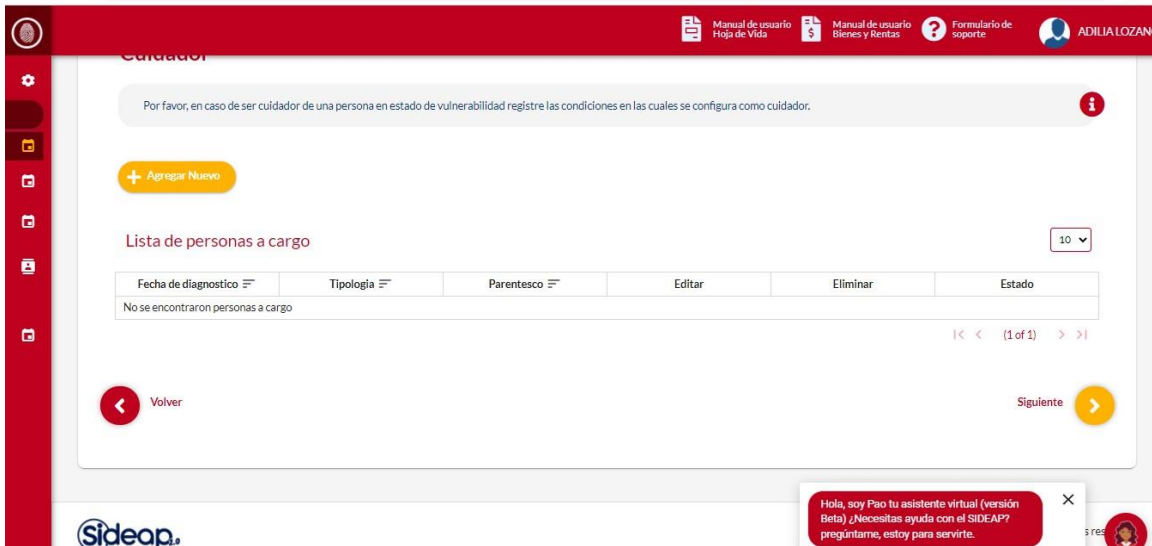 Manual de usuario
Hoja de Vida
Manual de usuario
Bienes y Rentas
Formulario de
soporte
ADILIA LOZANO
Cuidador
Por favor, en caso de ser cuidador de una persona en estado de vulnerabilidad registre las condiciones en las cuales se configura como cuidador.
Agregar Nuevo
Lista de personas a cargo
10
Fecha de diagnostico Tipologia Parentesco Editar Eliminar Estado
No se encontraron personas a cargo
(1 of 1)
Volver
Siguiente
Hola, soy Pao tu asistente virtual (versión
Beta) ¿Necesitas ayuda con el SIDEAP?
pregúntame, estoy para servirte.
Sideap